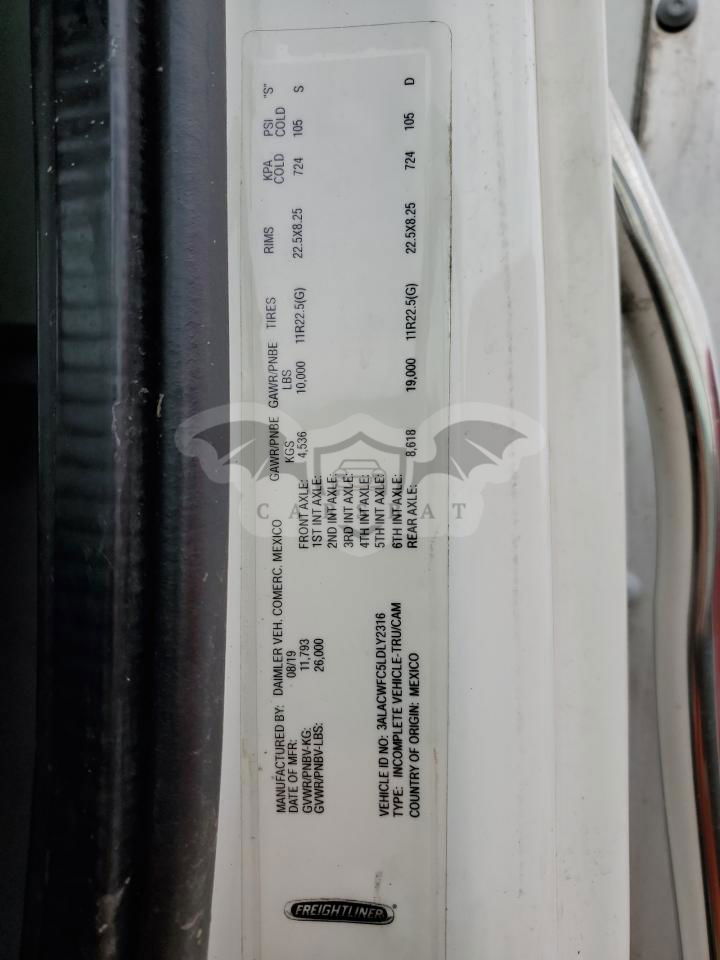 FREIGHTLINER
MANUFACTURED BY: DAIMLER VEH. COMERC. MEXICO
DATE OF MFR: 08/19
GVWR/PNBV-KG: 11,793
GVWR/PNBV-LBS: 26,000
VEHICLE ID NO: 3ALACWFC5LDLY2316
TYPE: INCOMPLETE VEHICLE-TRU/CAM
COUNTRY OF ORIGIN: MEXICO
GAWR/PNBE KGS GAWR/PNBE LBS TIRES RIMS KPA COLD PSI COLD "S"
FRONT AXLE: 4,536 10,000 11R22.5(G) 22.5X8.25 724 105 S
1ST INT AXLE:
2ND INT AXLE:
3RD INT AXLE:
4TH INT AXLE:
5TH INT AXLE:
6TH INT AXLE:
REAR AXLE: 8,618 19,000 11R22.5(G) 22.5X8.25 724 105 D